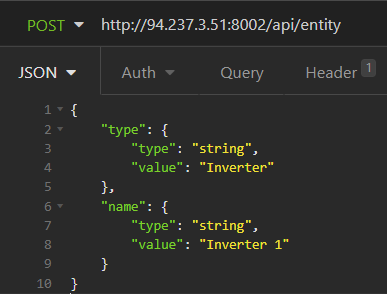 POST http://94.237.3.51:8002/api/entity
JSON Auth Query Header 1
1 {
2 "type": {
3 "type": "string",
4 "value": "Inverter"
5 },
6 "name": {
7 "type": "string",
8 "value": "Inverter 1"
9 }
10 }